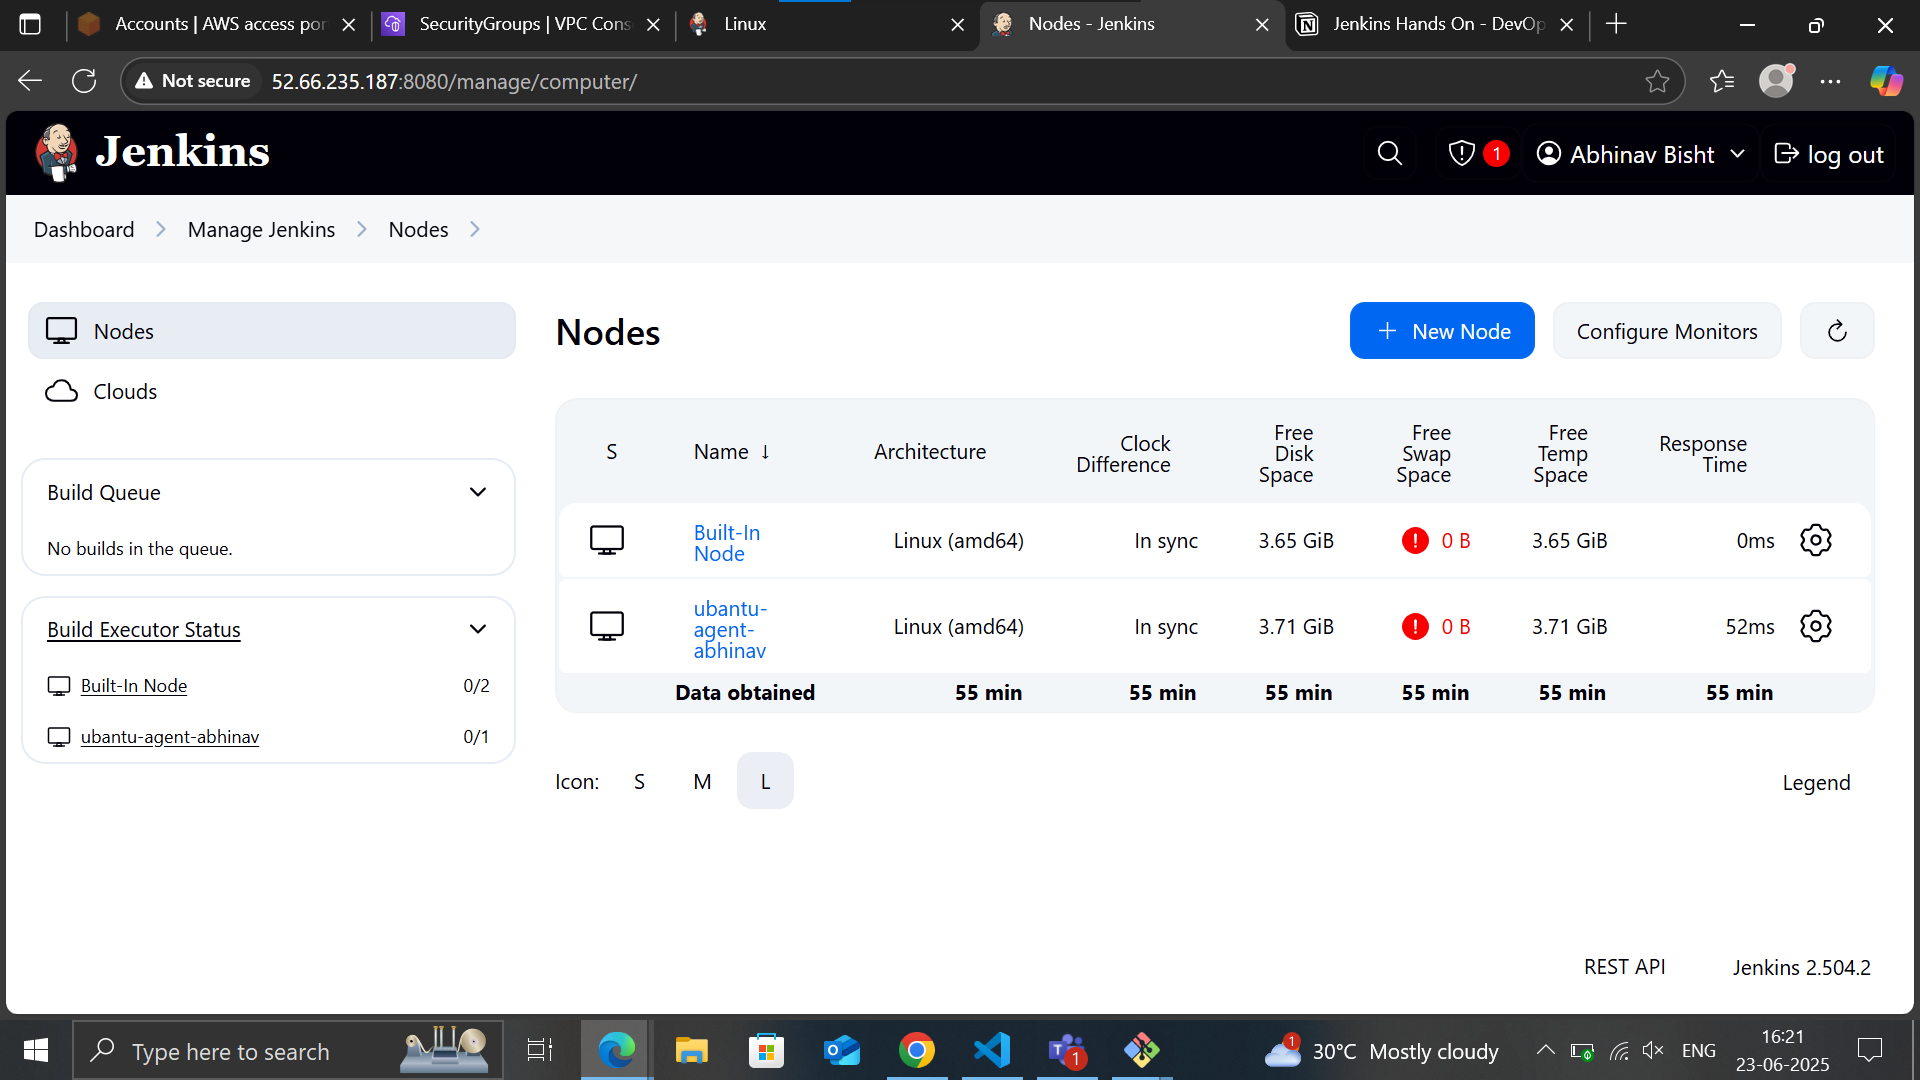 Accounts | AWS access por
SecurityGroups | VPC Cons
Linux
Nodes - Jenkins
Jenkins Hands On - DevOp
Not secure
52.66.235.187:8080/manage/computer/
Jenkins
1
Abhinav Bisht
log out
Dashboard
Manage Jenkins
Nodes
Nodes
Clouds
Build Queue
No builds in the queue.
Build Executor Status
Built-In Node 0/2
ubantu-agent-abhinav 0/1
Nodes
New Node
Configure Monitors
S
Name ↓
Architecture
Clock
Difference
Free
Disk
Space
Free
Swap
Space
Free
Temp
Space
Response
Time
Built-In
Node
Linux (amd64)
In sync
3.65 GiB
0 B
3.65 GiB
0ms
ubantu-
agent-
abhinav
Linux (amd64)
In sync
3.71 GiB
0 B
3.71 GiB
52ms
Data obtained 55 min 55 min 55 min 55 min 55 min 55 min
Icon: S M L
Legend
REST API
Jenkins 2.504.2
Type here to search
1
1
30°C Mostly cloudy
ENG
16:21
23-06-2025